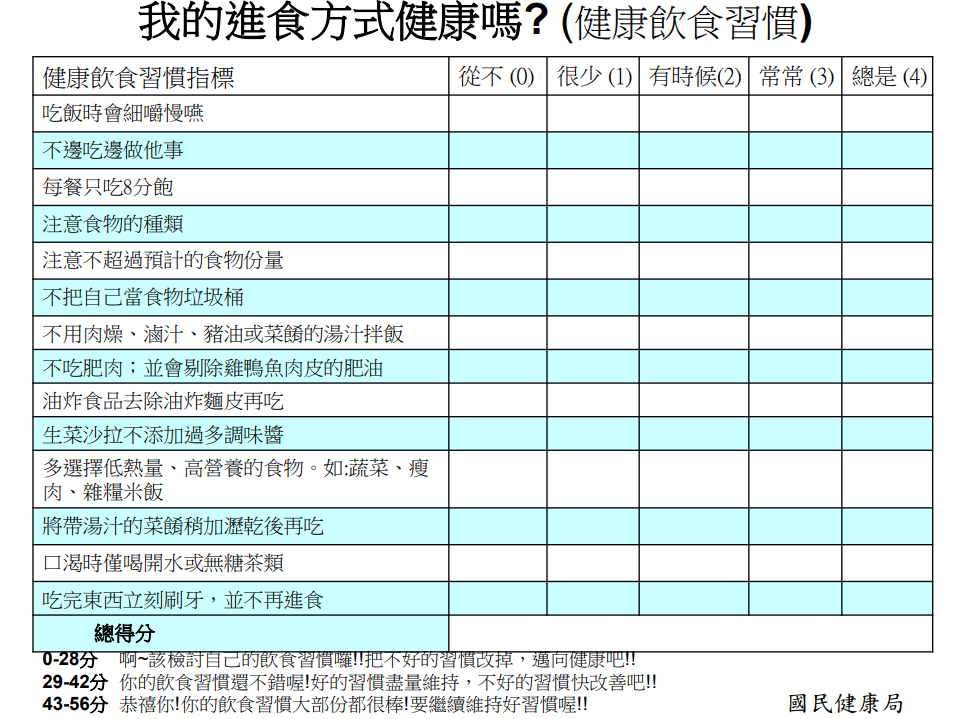 我的進食方式健康嗎? (健康飲食習慣)
健康飲食習慣指標 從不 (0) 很少 (1) 有時候(2) 常常 (3) 總是 (4)
吃飯時會細嚼慢嚥
不邊吃邊做他事
每餐只吃8分飽
注意食物的種類
注意不超過預計的食物份量
不把自己當食物垃圾桶
不用肉燥、滷汁、豬油或菜餚的湯汁拌飯
不吃肥肉；並會剔除雞鴨魚肉皮的肥油
油炸食品去除油炸麵皮再吃
生菜沙拉不添加過多調味醬
多選擇低熱量、高營養的食物。如:蔬菜、瘦
肉、雜糧米飯
將帶湯汁的菜餚稍加瀝乾後再吃
口渴時僅喝開水或無糖茶類
吃完東西立刻刷牙，並不再進食
總得分
0-28分 啊~該檢討自己的飲食習慣囉!!把不好的習慣改掉，邁向健康吧!!
29-42分 你的飲食習慣還不錯喔!好的習慣盡量維持，不好的習慣快改善吧!!
43-56分 恭禧你!你的飲食習慣大部份都很棒!要繼續維持好習慣喔!!
國民健康局